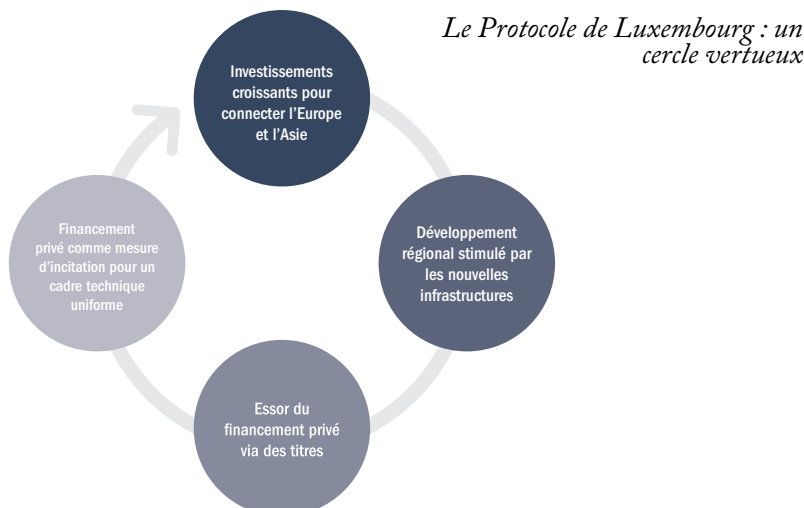 Le Protocole de Luxembourg : un
cercle vertueux
Investissements
croissants pour
connecter l’Europe
et l’Asie
Développement
régional stimulé par
les nouvelles
infrastructures
Essor du
financement privé
via des titres
Financement
privé comme mesure
d’incitation pour un
cadre technique
uniforme